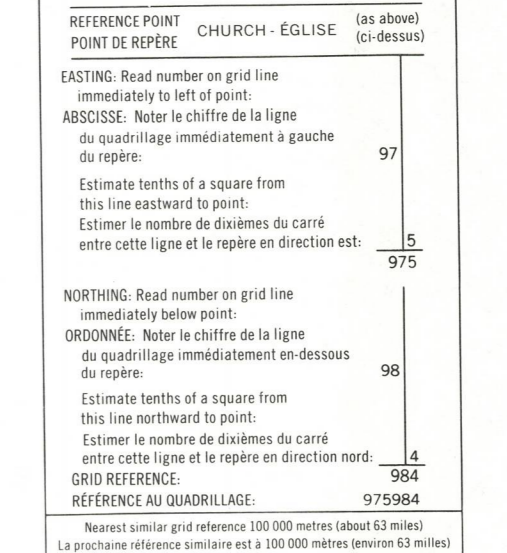 REFERENCE POINT CHURCH - ÉGLISE (as above)
POINT DE REPÈRE (ci-dessus)
EASTING: Read number on grid line
immediately to left of point:
ABSCISSE: Noter le chiffre de la ligne
du quadrillage immédiatement à gauche
du repère: 97
Estimate tenths of a square from
this line eastward to point:
Estimer le nombre de dixièmes du carré
entre cette ligne et le repère en direction est: 5
975
NORTHING: Read number on grid line
immediately below point:
ORDONNÉE: Noter le chiffre de la ligne
du quadrillage immédiatement en-dessous
du repère: 98
Estimate tenths of a square from
this line northward to point:
Estimer le nombre de dixièmes du carré
entre cette ligne et le repère en direction nord: 4
GRID REFERENCE: 984
RÉFÉRENCE AU QUADRILLAGE: 975984
Nearest similar grid reference 100 000 metres (about 63 miles)
La prochaine référence similaire est à 100 000 mètres (environ 63 milles)